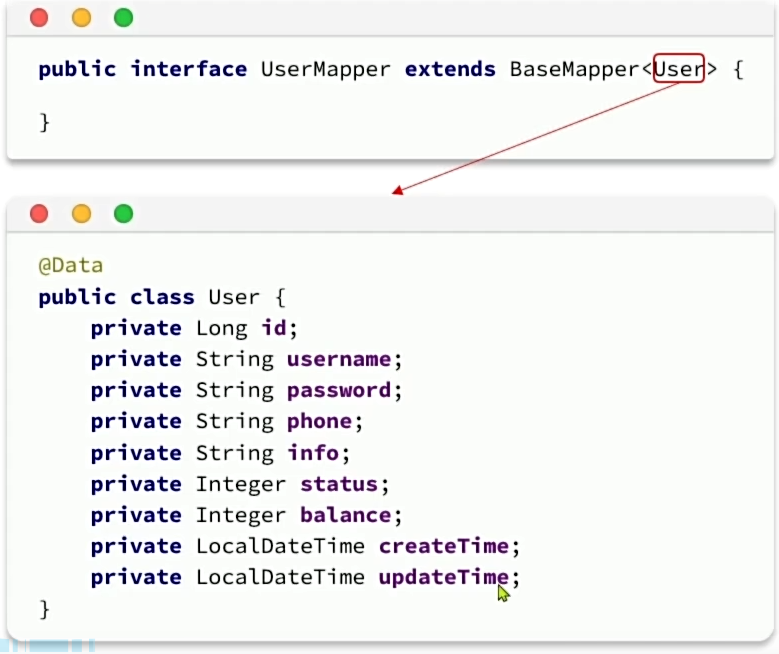 public interface UserMapper extends BaseMapper<User> {
}
@Data
public class User {
    private Long id;
    private String username;
    private String password;
    private String phone;
    private String info;
    private Integer status;
    private Integer balance;
    private LocalDateTime createTime;
    private LocalDateTime updateTime;
}